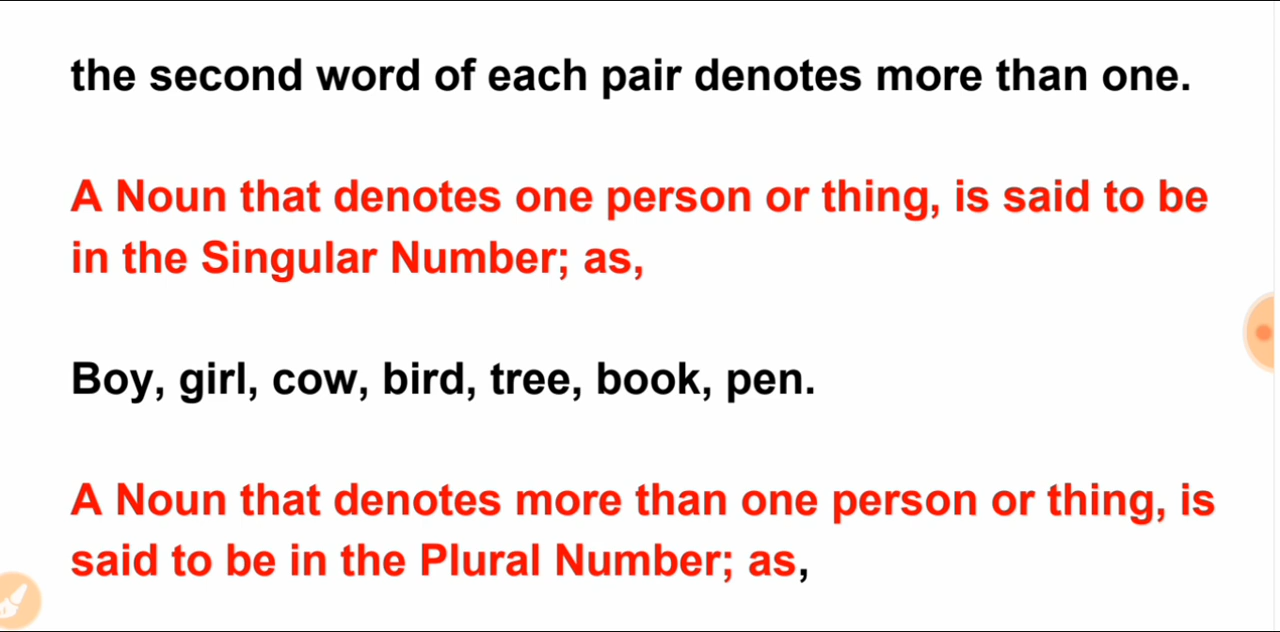 the second word of each pair denotes more than one.
A Noun that denotes one person or thing, is said to be
in the Singular Number; as,
Boy, girl, cow, bird, tree, book, pen.
A Noun that denotes more than one person or thing, is
said to be in the Plural Number; as,